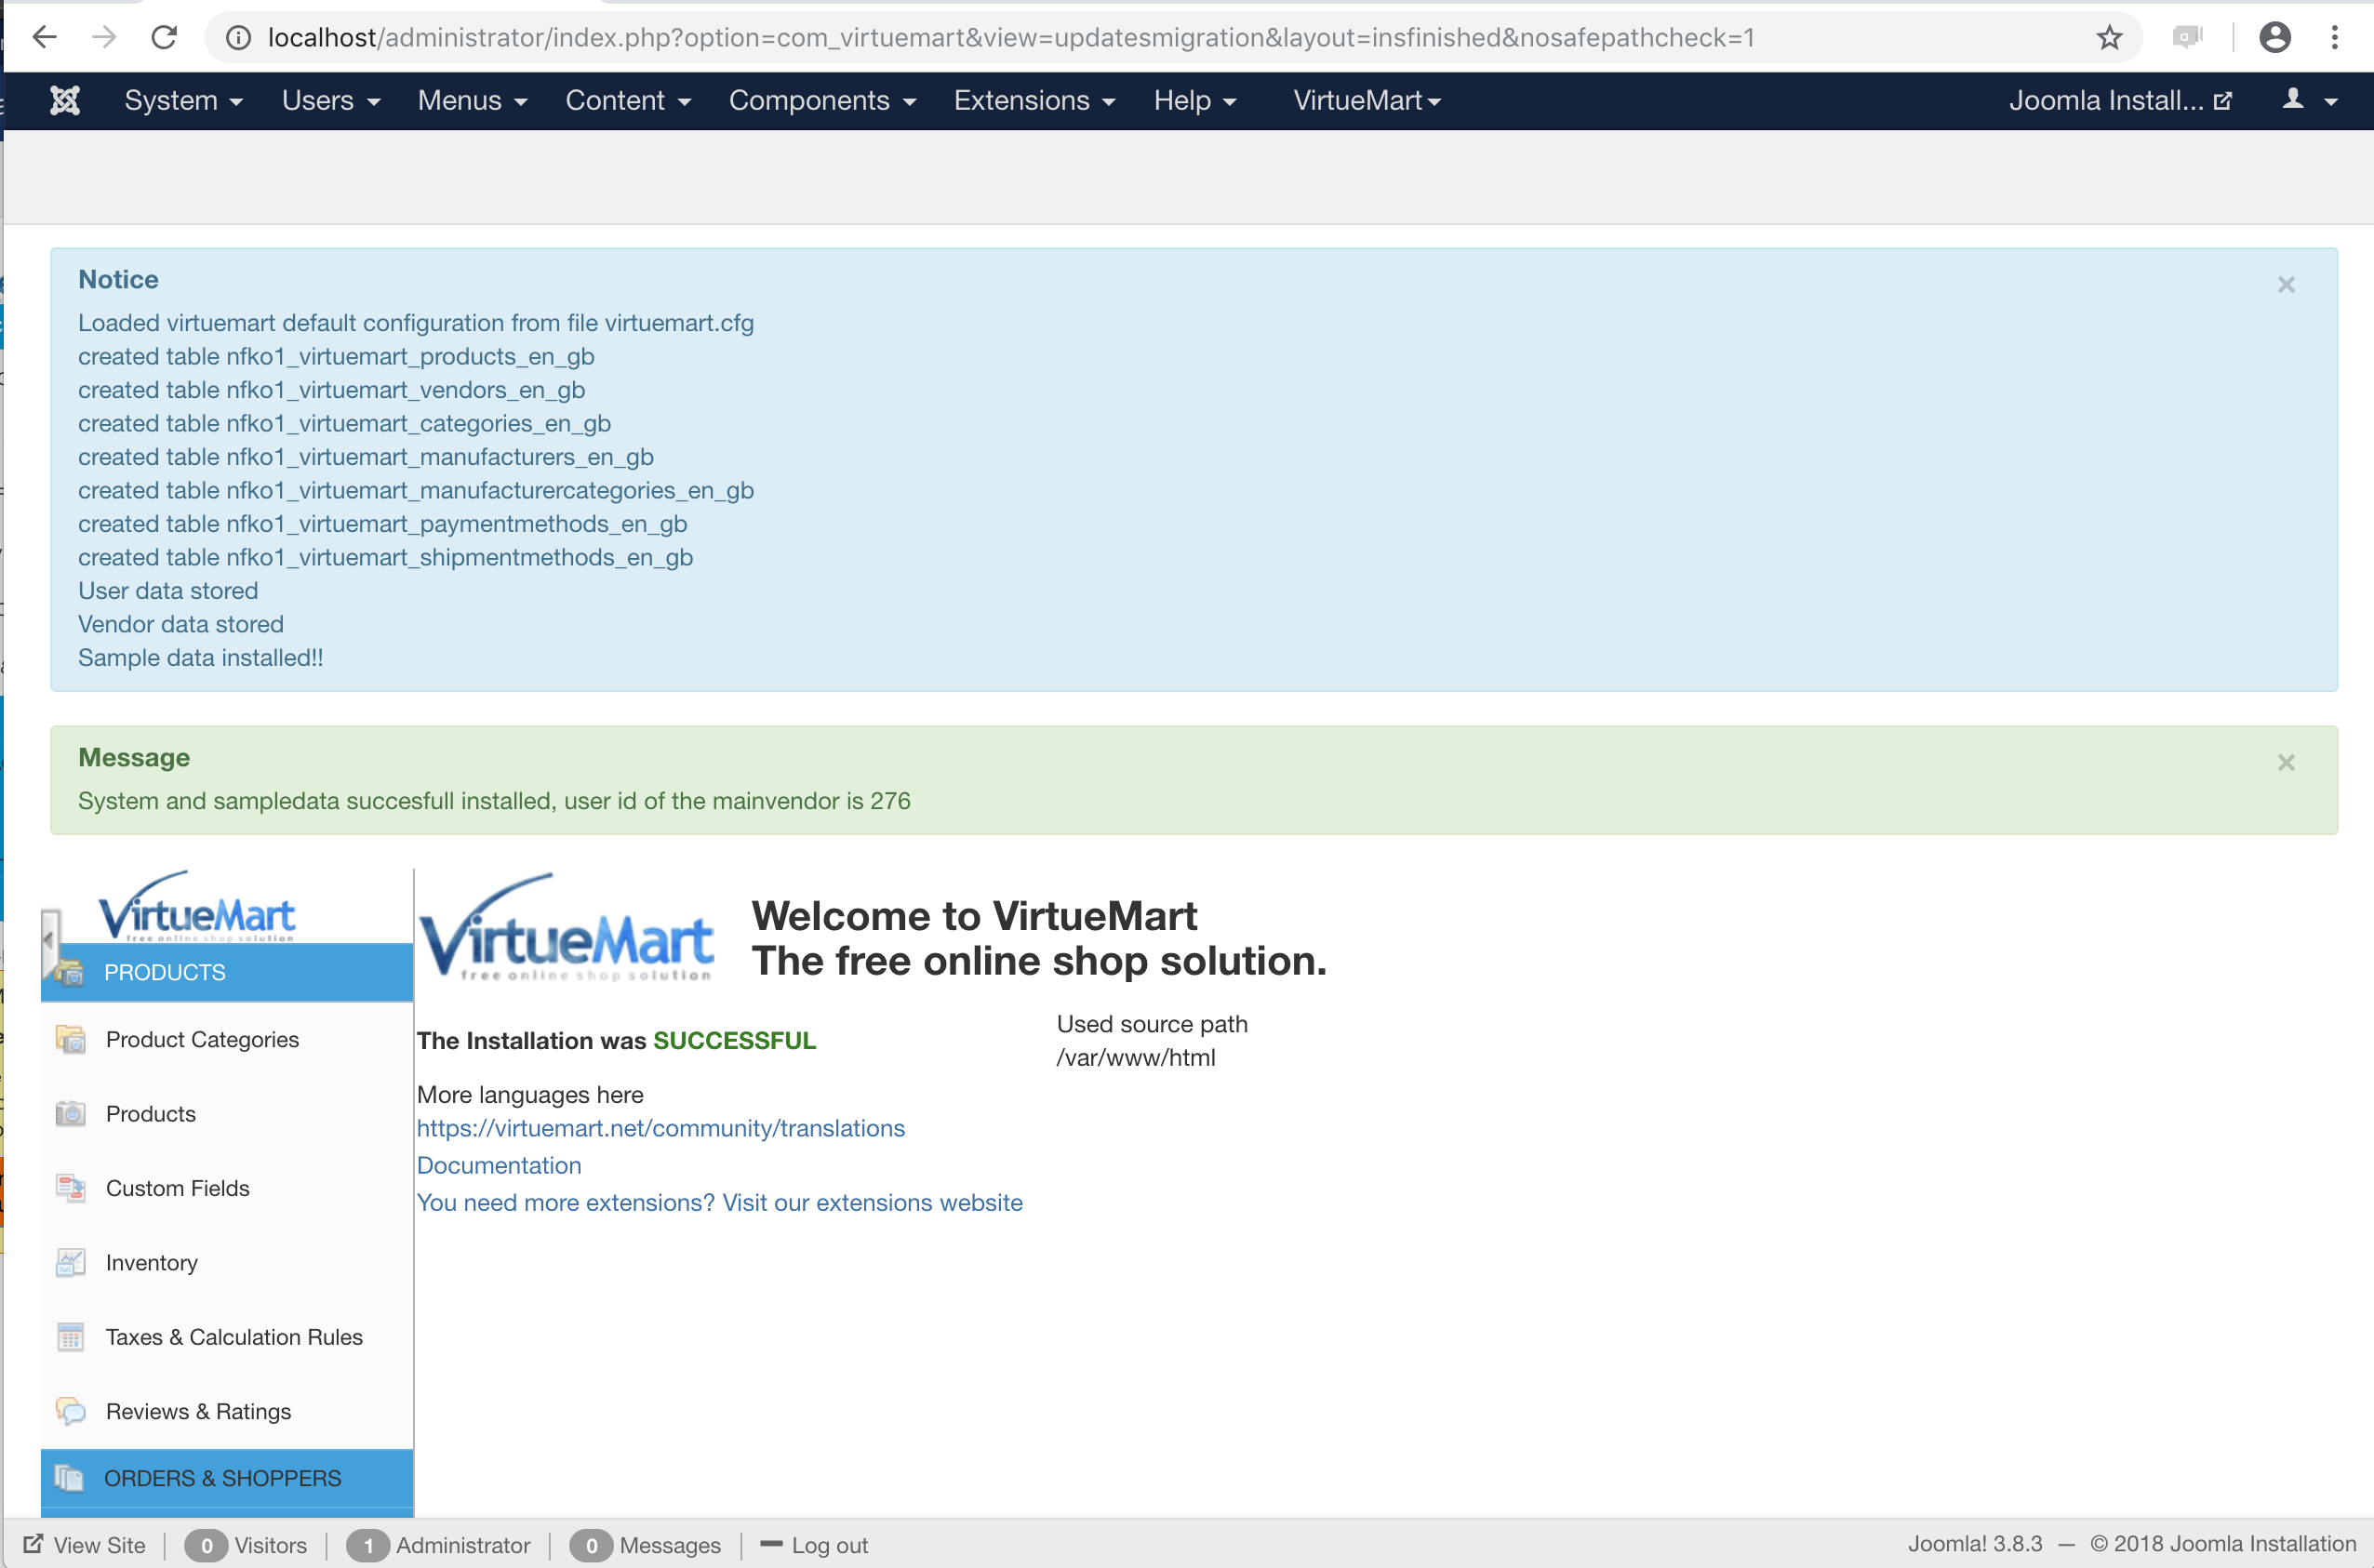 localhost/administrator/index.php?option=com_virtuemart&view=updatesmigration&layout=insfinished&nosafepathcheck=1
System Users Menus Content Components Extensions Help VirtueMart Joomla Install...
Notice
Loaded virtuemart default configuration from file virtuemart.cfg
created table nfko1_virtuemart_products_en_gb
created table nfko1_virtuemart_vendors_en_gb
created table nfko1_virtuemart_categories_en_gb
created table nfko1_virtuemart_manufacturers_en_gb
created table nfko1_virtuemart_manufacturercategories_en_gb
created table nfko1_virtuemart_paymentmethods_en_gb
created table nfko1_virtuemart_shipmentmethods_en_gb
User data stored
Vendor data stored
Sample data installed!!
Message
System and sampledata succesfull installed, user id of the mainvendor is 276
VirtueMart
free online shop solution
PRODUCTS
Product Categories
Products
Custom Fields
Inventory
Taxes & Calculation Rules
Reviews & Ratings
ORDERS & SHOPPERS
VirtueMart
free online shop solution
Welcome to VirtueMart
The free online shop solution.
The Installation was SUCCESSFUL
Used source path
/var/www/html
More languages here
https://virtuemart.net/community/translations
Documentation
You need more extensions? Visit our extensions website
View Site 0 Visitors 1 Administrator 0 Messages Log out Joomla! 3.8.3 — © 2018 Joomla Installation